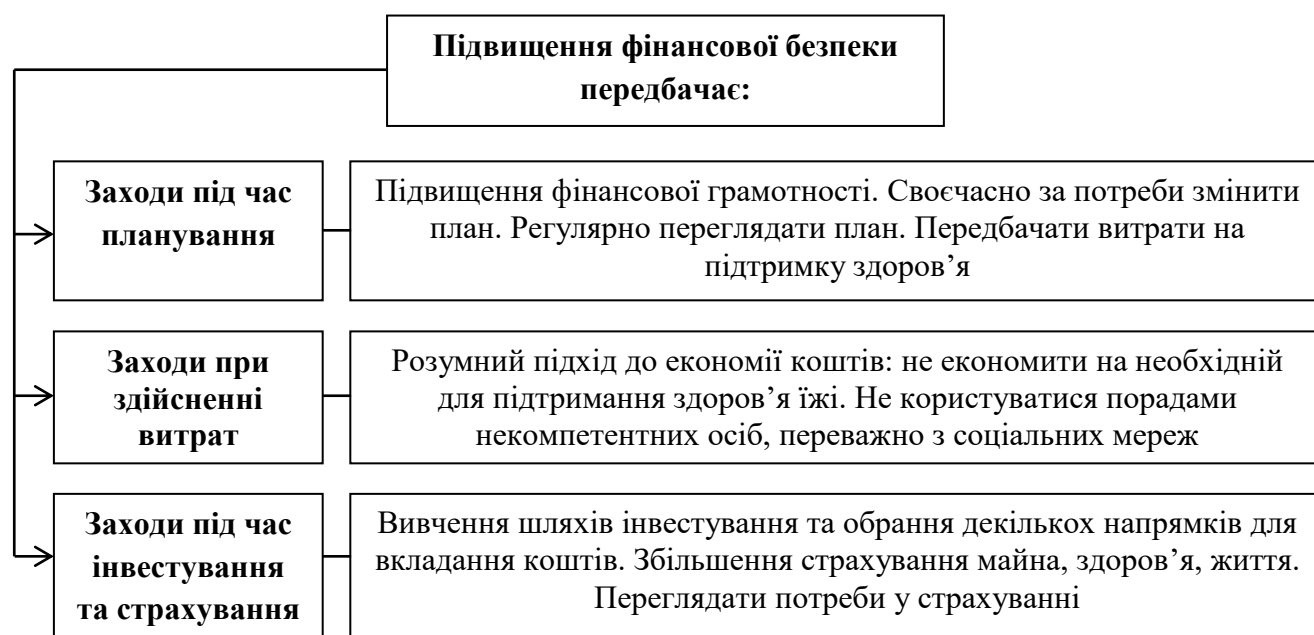 Підвищення фінансової безпеки
передбачає:
Заходи під час
планування
Підвищення фінансової грамотності. Своєчасно за потреби змінити
план. Регулярно переглядати план. Передбачати витрати на
підтримку здоров’я
Заходи при
здійсненні
витрат
Розумний підхід до економії коштів: не економити на необхідній
для підтримання здоров’я їжі. Не користуватися порадами
некомпетентних осіб, переважно з соціальних мереж
Заходи під час
інвестування
та страхування
Вивчення шляхів інвестування та обрання декількох напрямків для
вкладання коштів. Збільшення страхування майна, здоров’я, життя.
Переглядати потреби у страхуванні